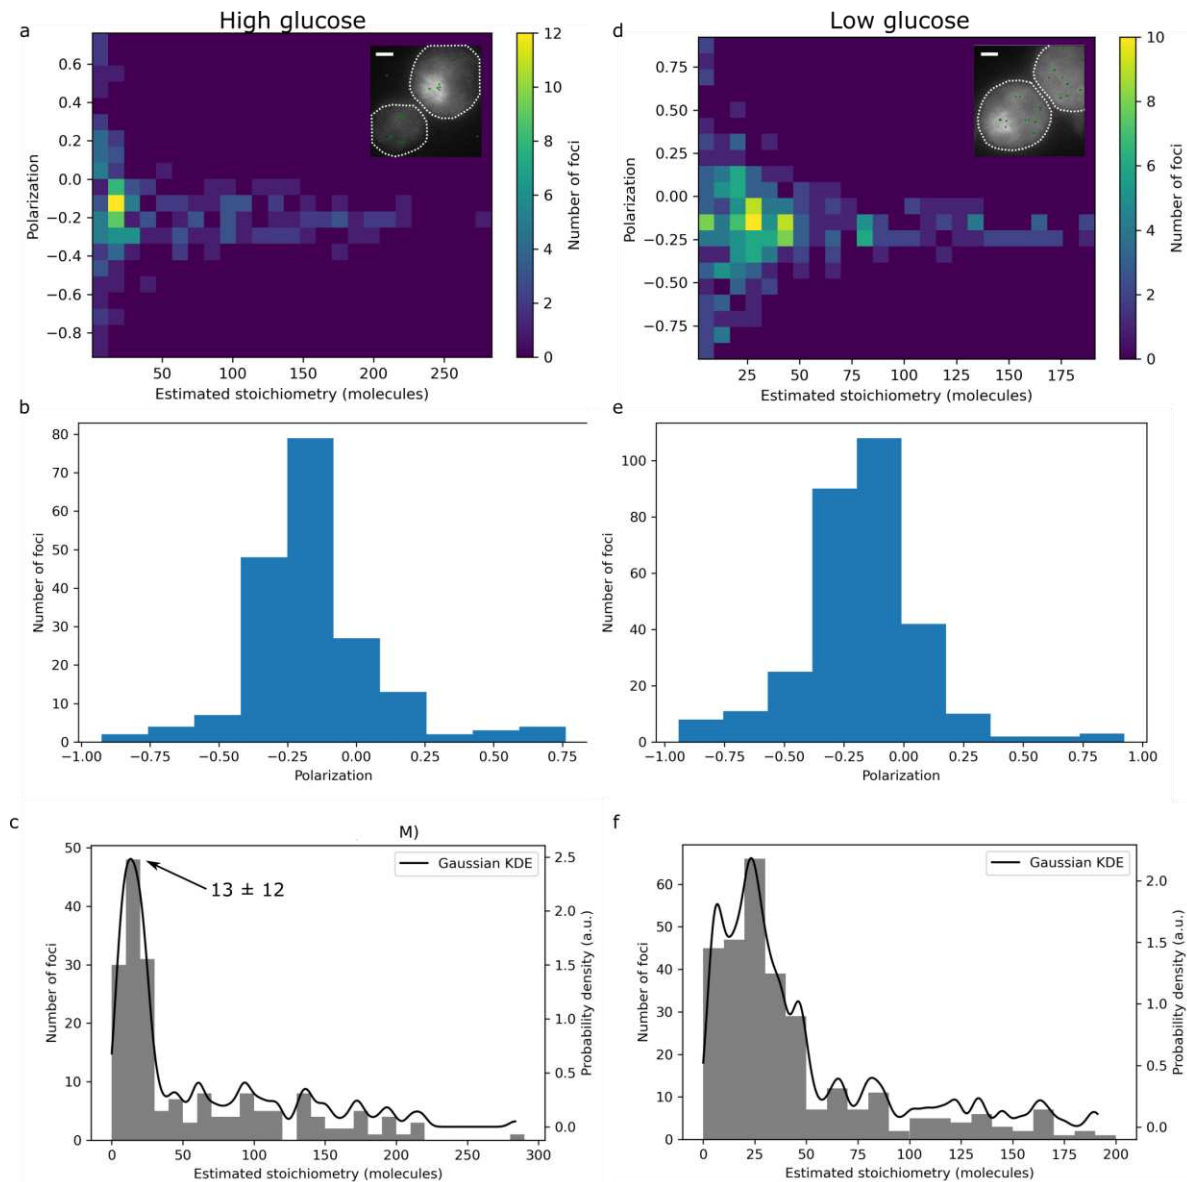 High glucose
Low glucose
a
d
12
10
8
6
4
2
0
10
8
6
4
2
0
0.6
0.4
0.2
0.0
−0.2
−0.4
−0.6
−0.8
0.75
0.50
0.25
0.00
−0.25
−0.50
−0.75
Polarization
Number of foci
Polarization
Number of foci
50 100 150 200 250
25 50 75 100 125 150 175
Estimated stoichiometry (molecules)
Estimated stoichiometry (molecules)
b
e
80
70
60
50
40
30
20
10
0
100
80
60
40
20
0
Number of foci
Number of foci
−1.00 −0.75 −0.50 −0.25 0.00 0.25 0.50 0.75
−1.00 −0.75 −0.50 −0.25 0.00 0.25 0.50 0.75 1.00
Polarization
Polarization
c
f
M)
Gaussian KDE
Gaussian KDE
13 ± 12
50
40
30
20
10
0
2.5
2.0
1.5
1.0
0.5
0.0
60
50
40
30
20
10
0
2.0
1.5
1.0
0.5
0.0
Number of foci
Probability density (a.u.)
Number of foci
Probability density (a.u.)
0 50 100 150 200 250 300
0 25 50 75 100 125 150 175 200
Estimated stoichiometry (molecules)
Estimated stoichiometry (molecules)